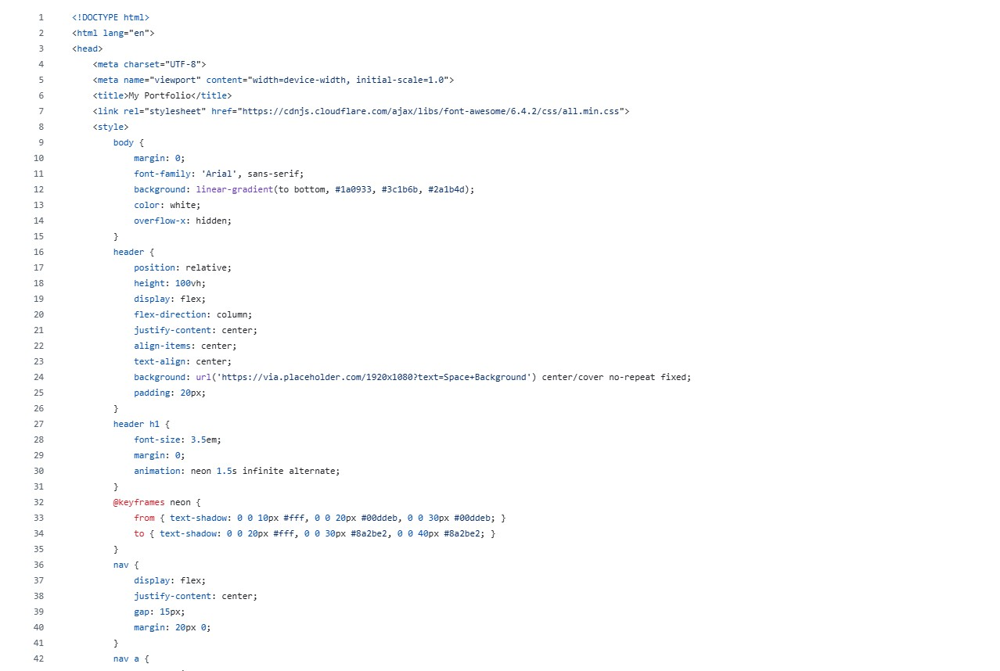 1 <!DOCTYPE html>
2 <html lang="en">
3 <head>
4 <meta charset="UTF-8">
5 <meta name="viewport" content="width=device-width, initial-scale=1.0">
6 <title>My Portfolio</title>
7 <link rel="stylesheet" href="https://cdnjs.cloudflare.com/ajax/libs/font-awesome/6.4.2/css/all.min.css">
8 <style>
9 body {
10 margin: 0;
11 font-family: 'Arial', sans-serif;
12 background: linear-gradient(to bottom, #1a0933, #3c1b6b, #2a1b4d);
13 color: white;
14 overflow-x: hidden;
15 }
16 header {
17 position: relative;
18 height: 100vh;
19 display: flex;
20 flex-direction: column;
21 justify-content: center;
22 align-items: center;
23 text-align: center;
24 background: url('https://via.placeholder.com/1920x1080?text=Space+Background') center/cover no-repeat fixed;
25 padding: 20px;
26 }
27 header h1 {
28 font-size: 3.5em;
29 margin: 0;
30 animation: neon 1.5s infinite alternate;
31 }
32 @keyframes neon {
33 from { text-shadow: 0 0 10px #fff, 0 0 20px #00ddeb, 0 0 30px #00ddeb; }
34 to { text-shadow: 0 0 20px #fff, 0 0 30px #8a2be2, 0 0 40px #8a2be2; }
35 }
36 nav {
37 display: flex;
38 justify-content: center;
39 gap: 15px;
40 margin: 20px 0;
41 }
42 nav a {